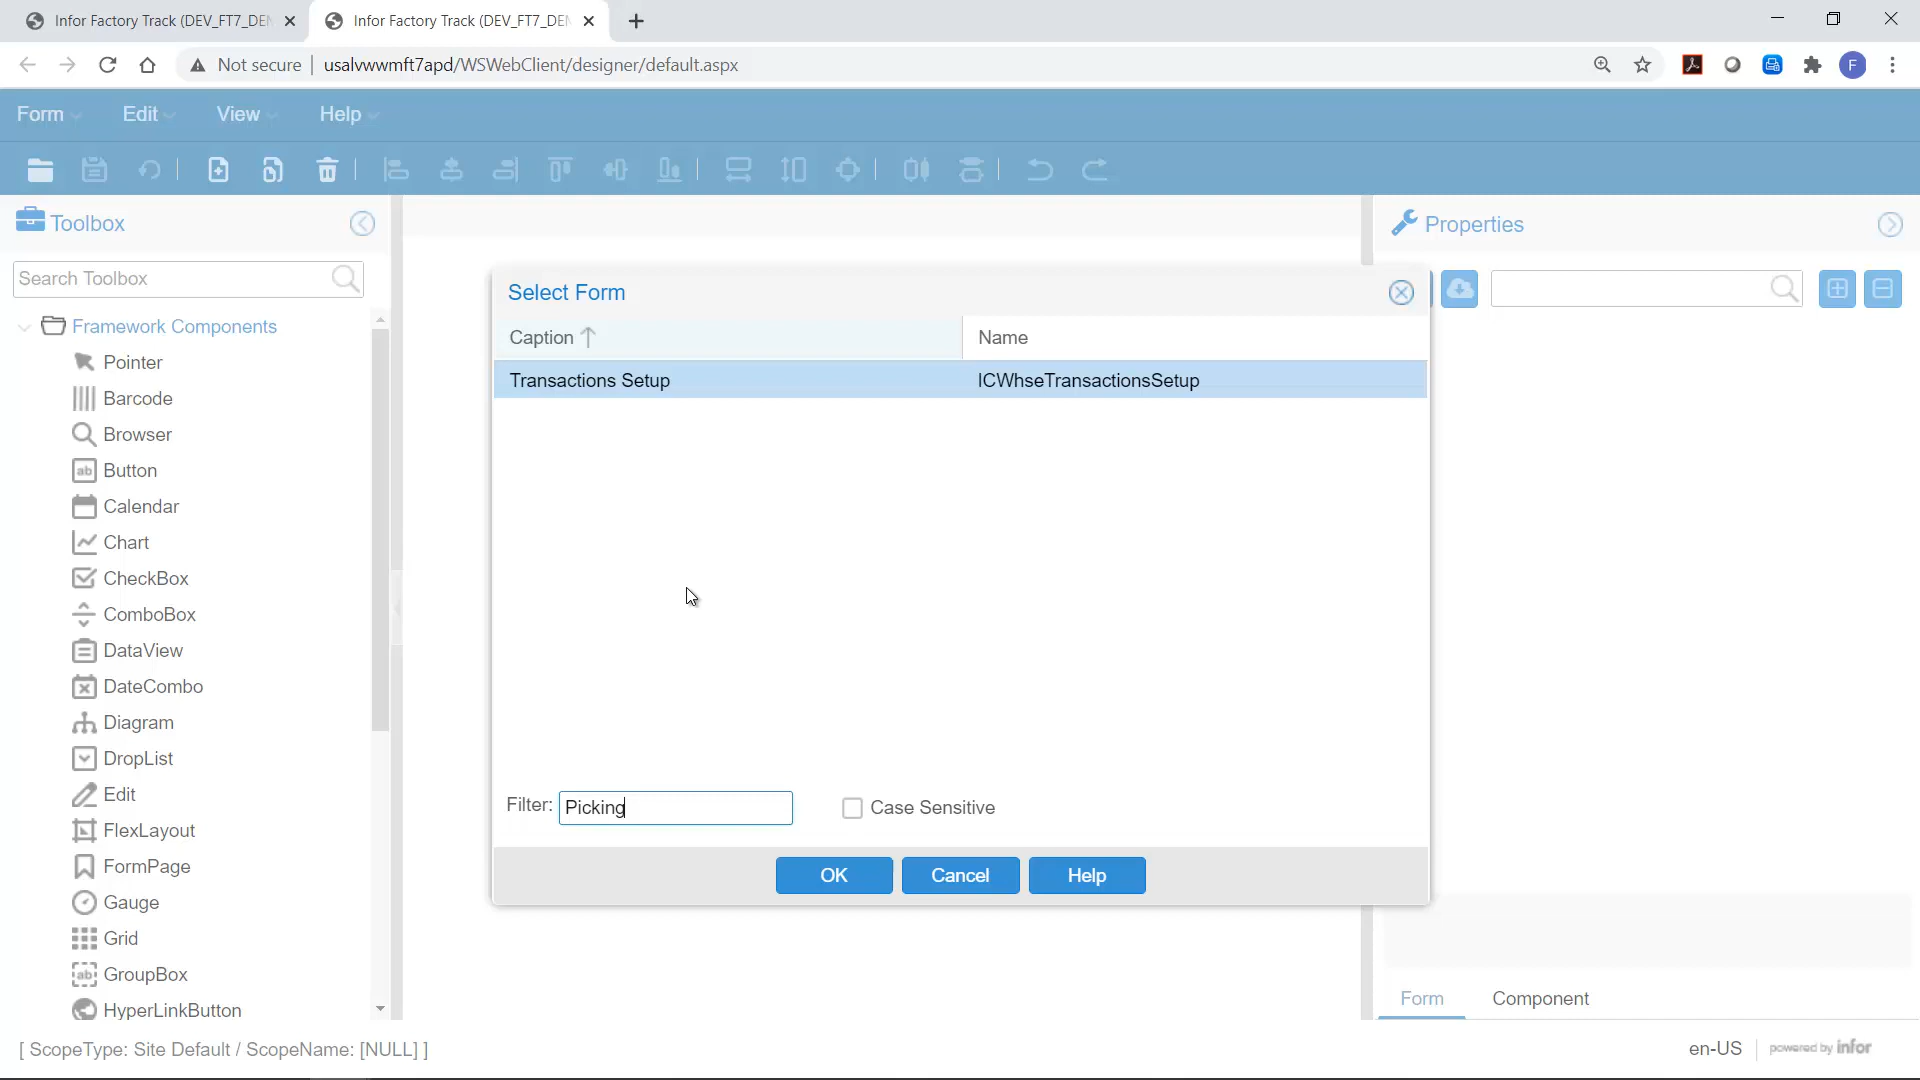 Infor Factory Track (DEV_FT7_DEM
Infor Factory Track (DEV_FT7_DEM
Not secure
usalvwwmft7apd/WSWebClient/designer/default.aspx
F
Form
Edit
View
Help
Toolbox
Search Toolbox
Framework Components
Pointer
Barcode
Browser
Button
Calendar
Chart
CheckBox
ComboBox
DataView
DateCombo
Diagram
DropList
Edit
FlexLayout
FormPage
Gauge
Grid
GroupBox
HyperLinkButton
Select Form
Caption
Name
Transactions Setup
ICWhseTransactionsSetup
Filter:
Picking
Case Sensitive
OK
Cancel
Help
Properties
Form
Component
[ ScopeType: Site Default / ScopeName: [NULL] ]
en-US
powered by infor